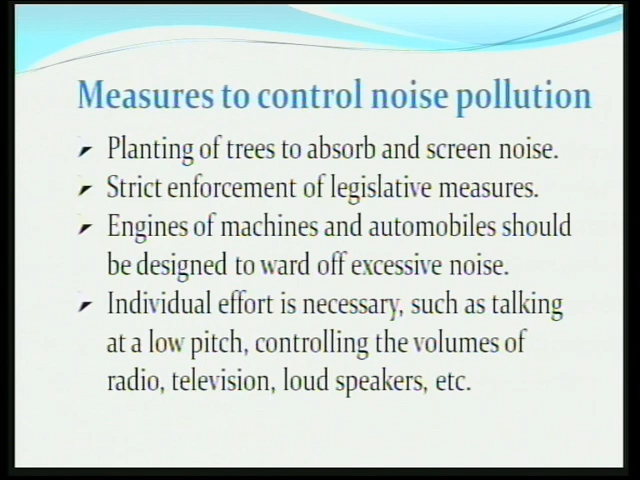 Measures to control noise pollution
Planting of trees to absorb and screen noise.
Strict enforcement of legislative measures.
Engines of machines and automobiles should
be designed to ward off excessive noise.
Individual effort is necessary, such as talking
at a low pitch, controlling the volumes of
radio, television, loud speakers, etc.